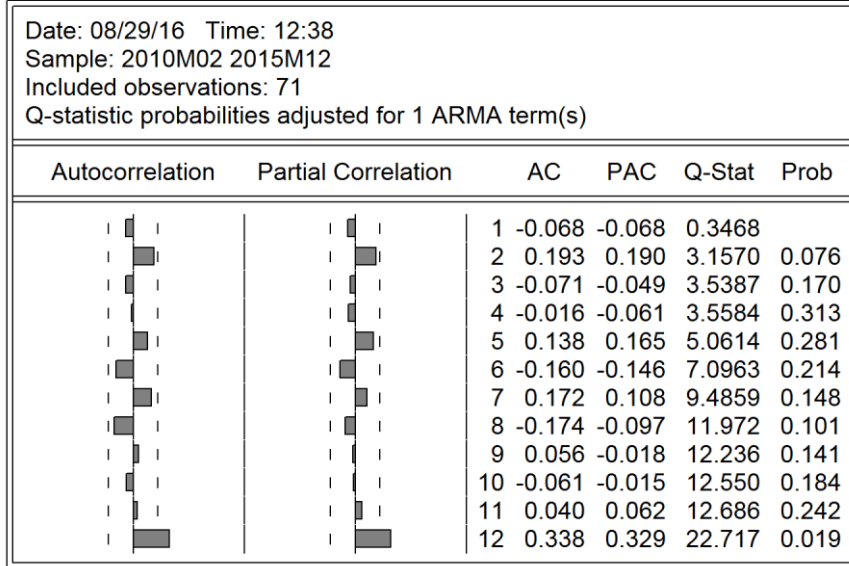 Date: 08/29/16 Time: 12:38
Sample: 2010M02 2015M12
Included observations: 71
Q-statistic probabilities adjusted for 1 ARMA term(s)
Autocorrelation Partial Correlation AC PAC Q-Stat Prob
1 -0.068 -0.068 0.3468
2 0.193 0.190 3.1570 0.076
3 -0.071 -0.049 3.5387 0.170
4 -0.016 -0.061 3.5584 0.313
5 0.138 0.165 5.0614 0.281
6 -0.160 -0.146 7.0963 0.214
7 0.172 0.108 9.4859 0.148
8 -0.174 -0.097 11.972 0.101
9 0.056 -0.018 12.236 0.141
10 -0.061 -0.015 12.550 0.184
11 0.040 0.062 12.686 0.242
12 0.338 0.329 22.717 0.019